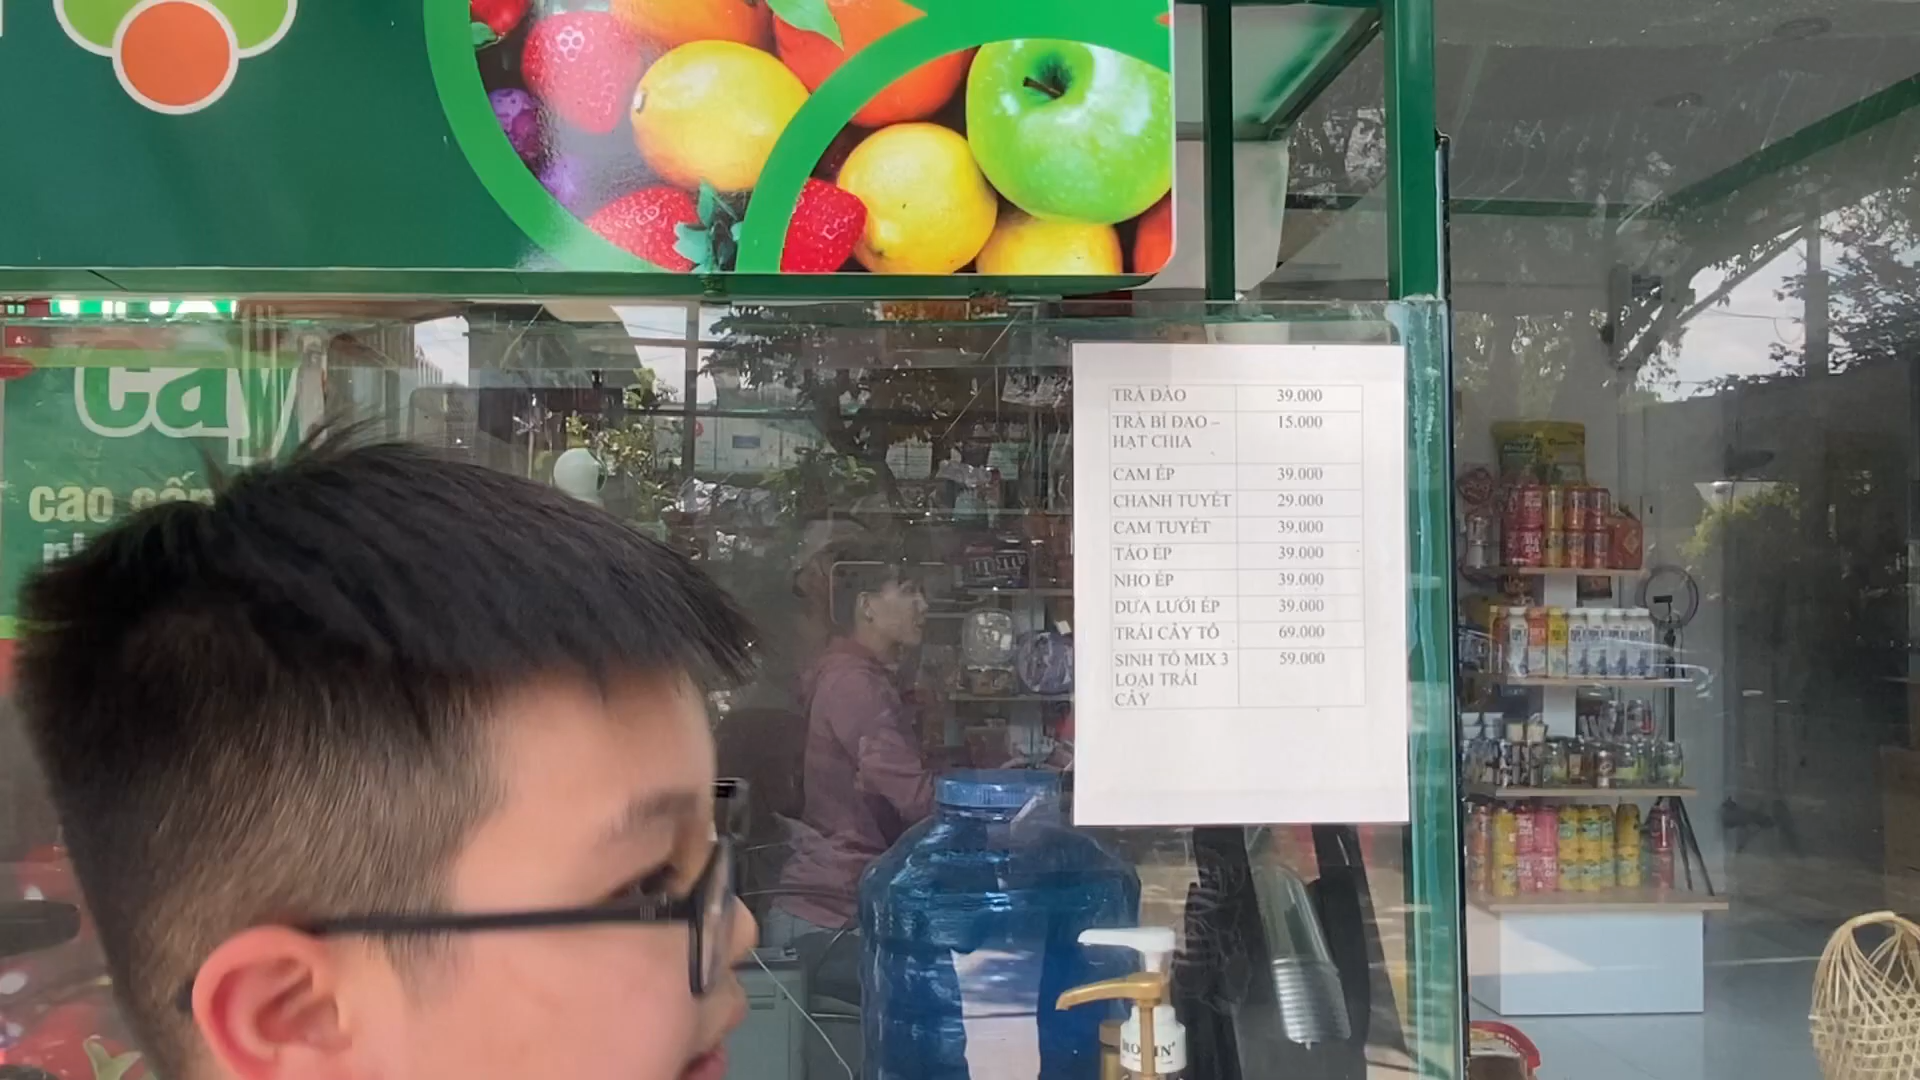 cây
cao cấp
TRÀ ĐÀO 39.000
TRÀ BÍ ĐAO – 15.000
HẠT CHIA
CAM ÉP 39.000
CHANH TUYẾT 29.000
CAM TUYẾT 39.000
TÁO ÉP 39.000
NHO ÉP 39.000
DƯA LƯỚI ÉP 39.000
TRÁI CÂY TÔ 69.000
SINH TỐ MIX 3 59.000
LOẠI TRÁI
CÂY